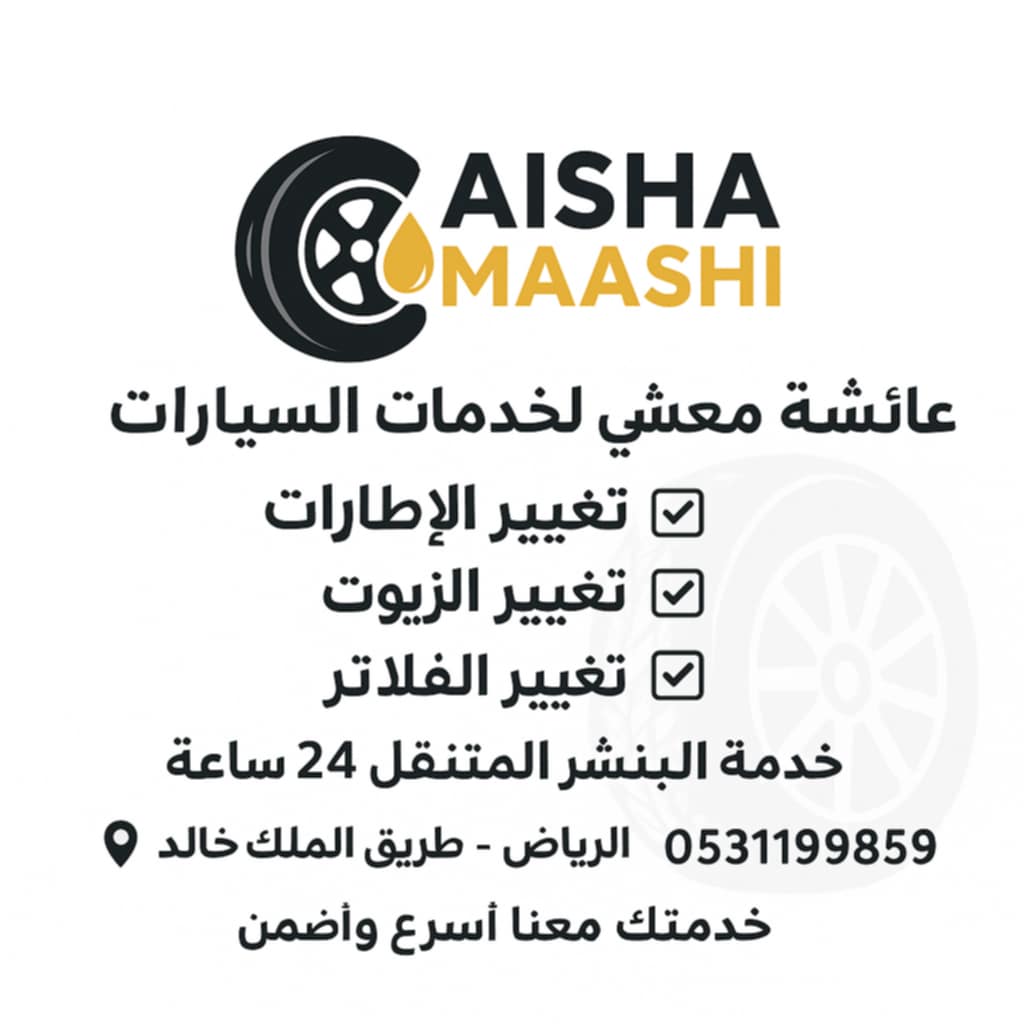 AISHA
MAASHI
عائشة معشي لخدمات السيارات
تغيير الإطارات
تغيير الزيوت
تغيير الفلاتر
خدمة البنشر المتنقل 24 ساعة
0531199859 الرياض - طريق الملك خالد
خدمتك معنا أسرع وأضمن